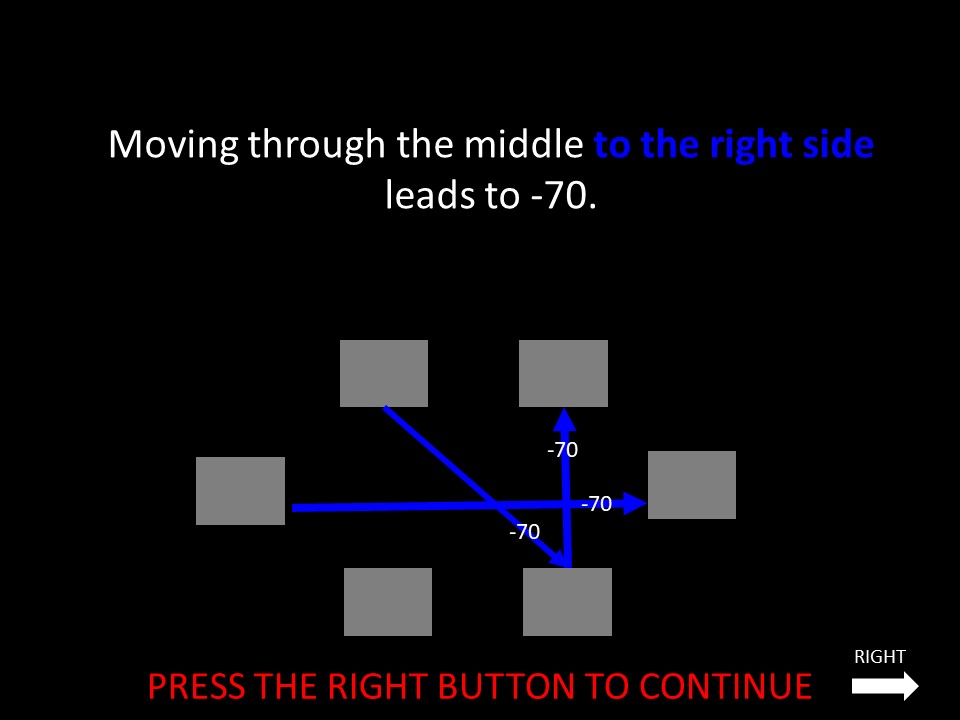 Moving through the middle to the right side
leads to -70.
-70
-70
-70
RIGHT
PRESS THE RIGHT BUTTON TO CONTINUE